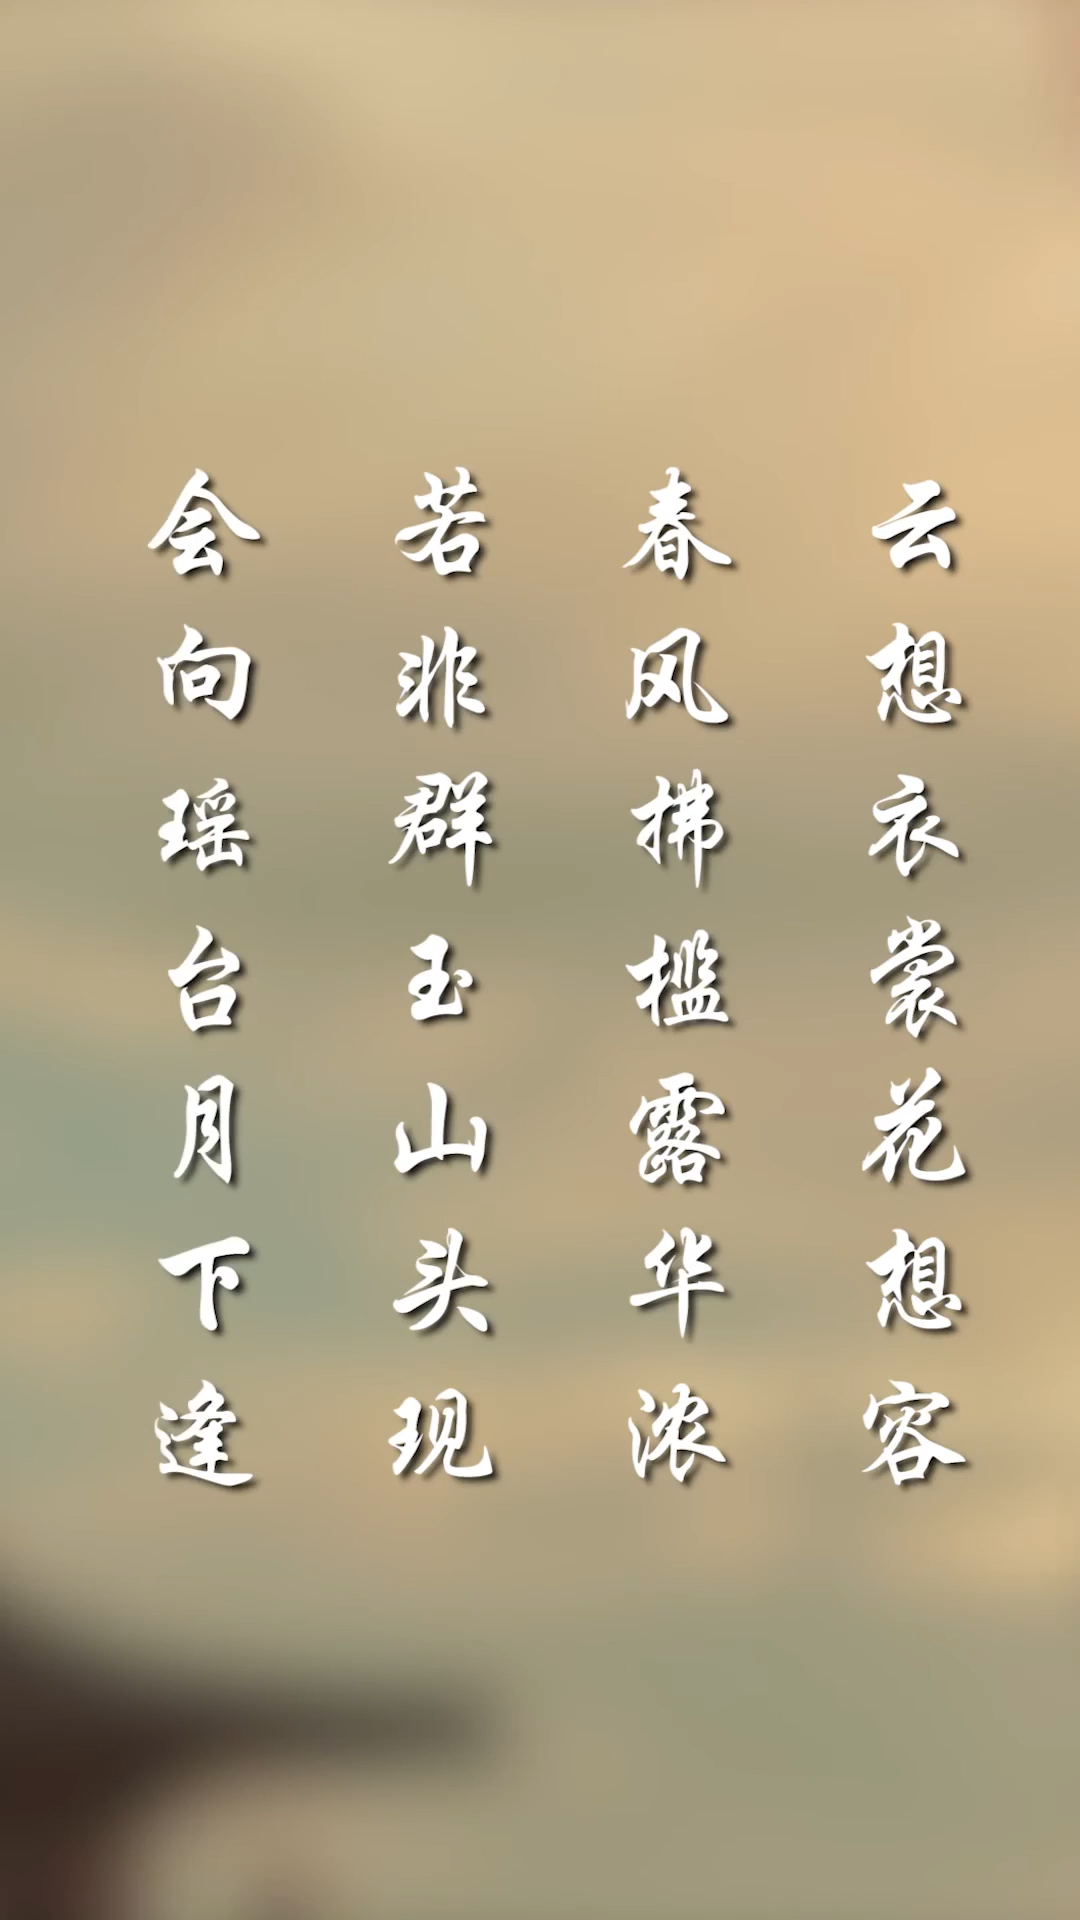 云想衣裳花想容
春风拂槛露华浓
若非群玉山头现
会向瑶台月下逢